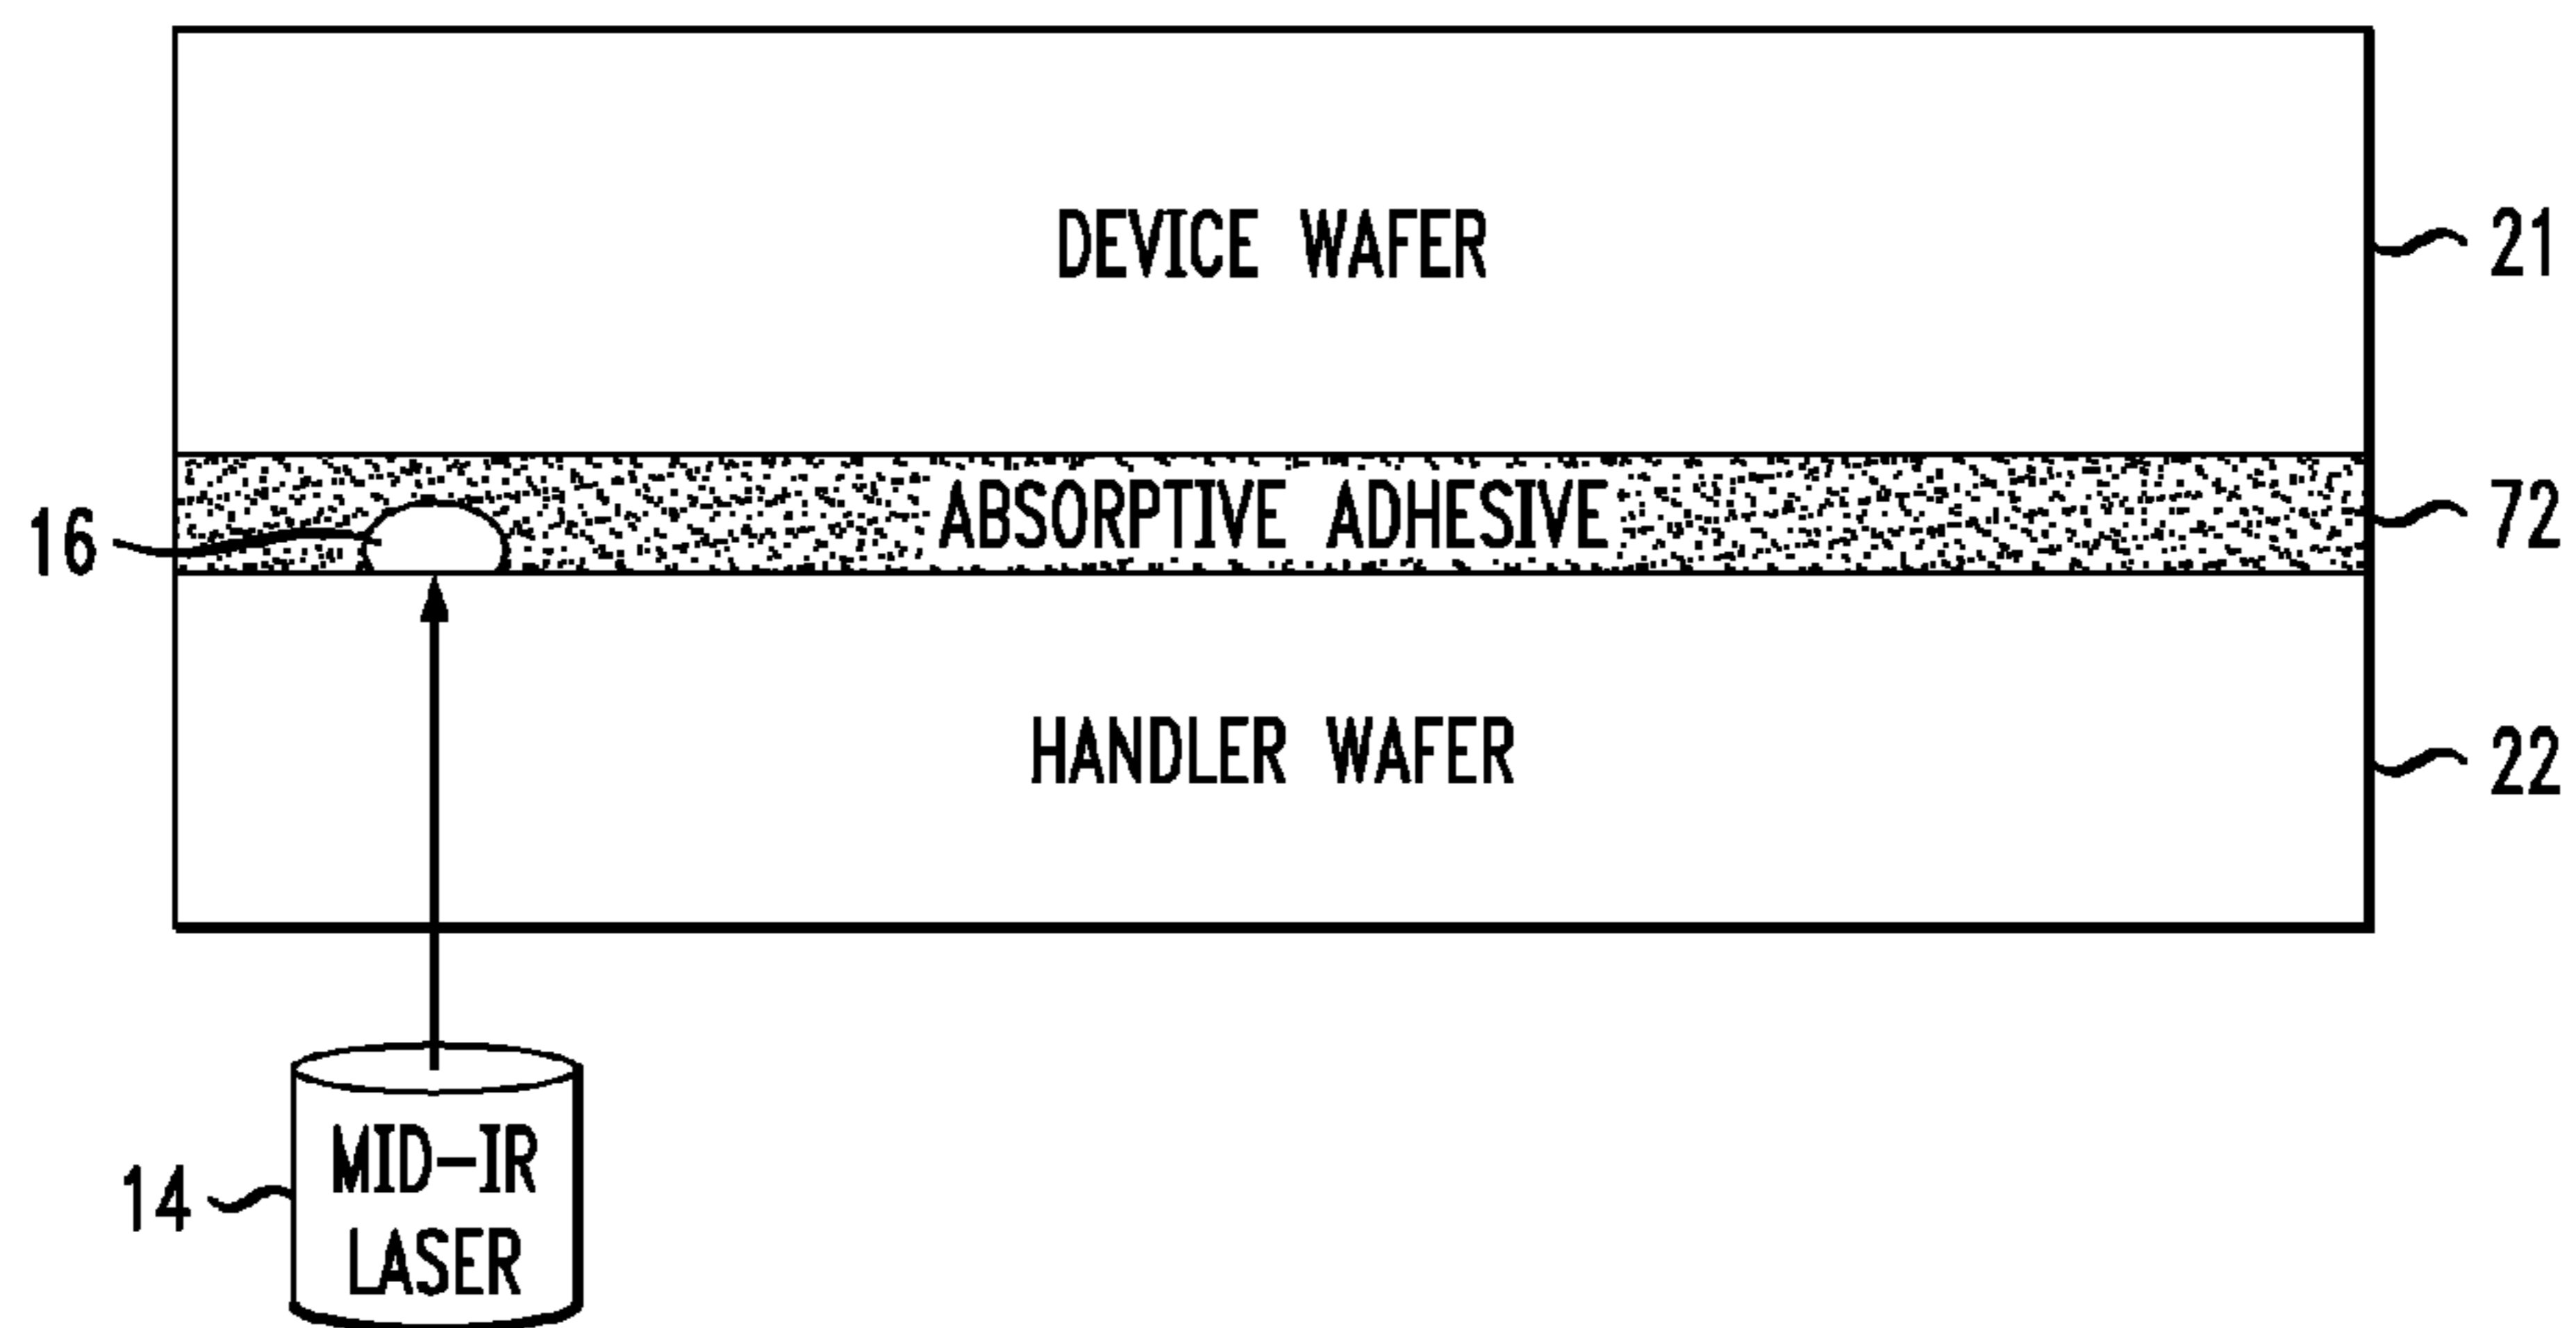 DEVICE WAFER
21
ABSORPTIVE ADHESIVE
72
16
HANDLER WAFER
22
MID-IR
LASER
14